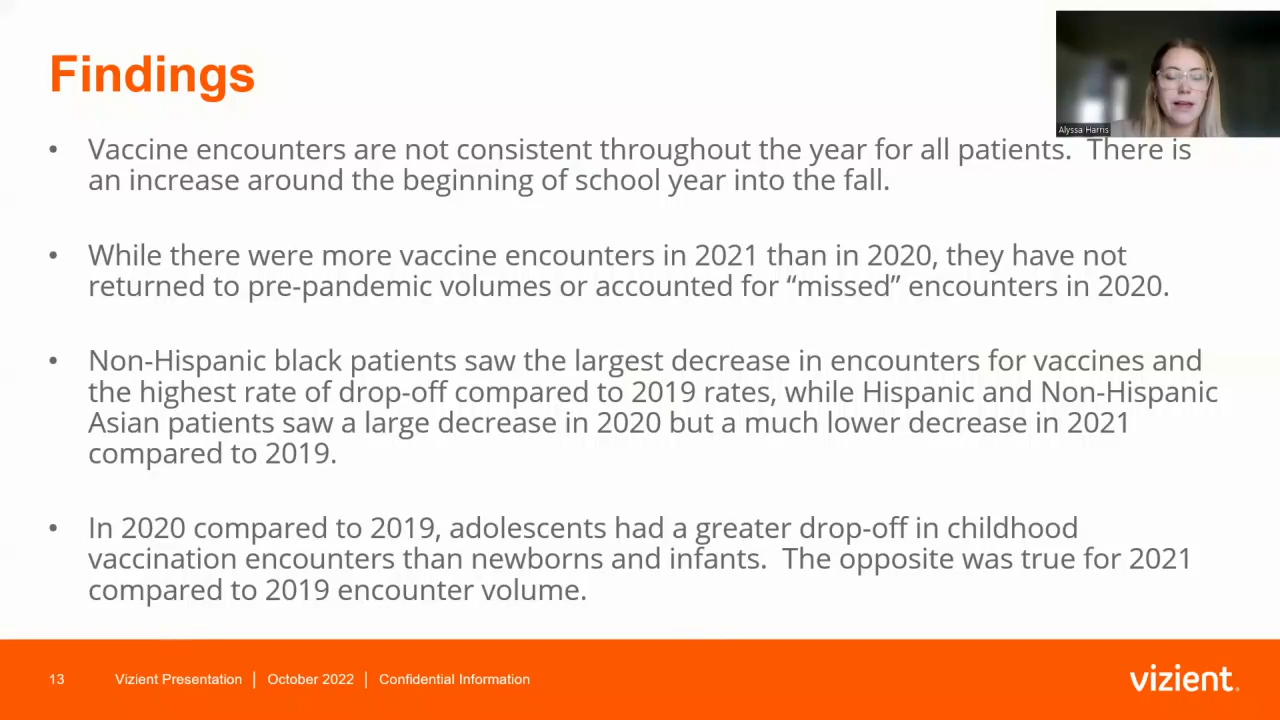 Findings
Alyssa Harris
• Vaccine encounters are not consistent throughout the year for all patients.  There is
an increase around the beginning of school year into the fall.
• While there were more vaccine encounters in 2021 than in 2020, they have not
returned to pre-pandemic volumes or accounted for “missed” encounters in 2020.
• Non-Hispanic black patients saw the largest decrease in encounters for vaccines and
the highest rate of drop-off compared to 2019 rates, while Hispanic and Non-Hispanic
Asian patients saw a large decrease in 2020 but a much lower decrease in 2021
compared to 2019.
• In 2020 compared to 2019, adolescents had a greater drop-off in childhood
vaccination encounters than newborns and infants.  The opposite was true for 2021
compared to 2019 encounter volume.
13 Vizient Presentation | October 2022 | Confidential Information vizient.